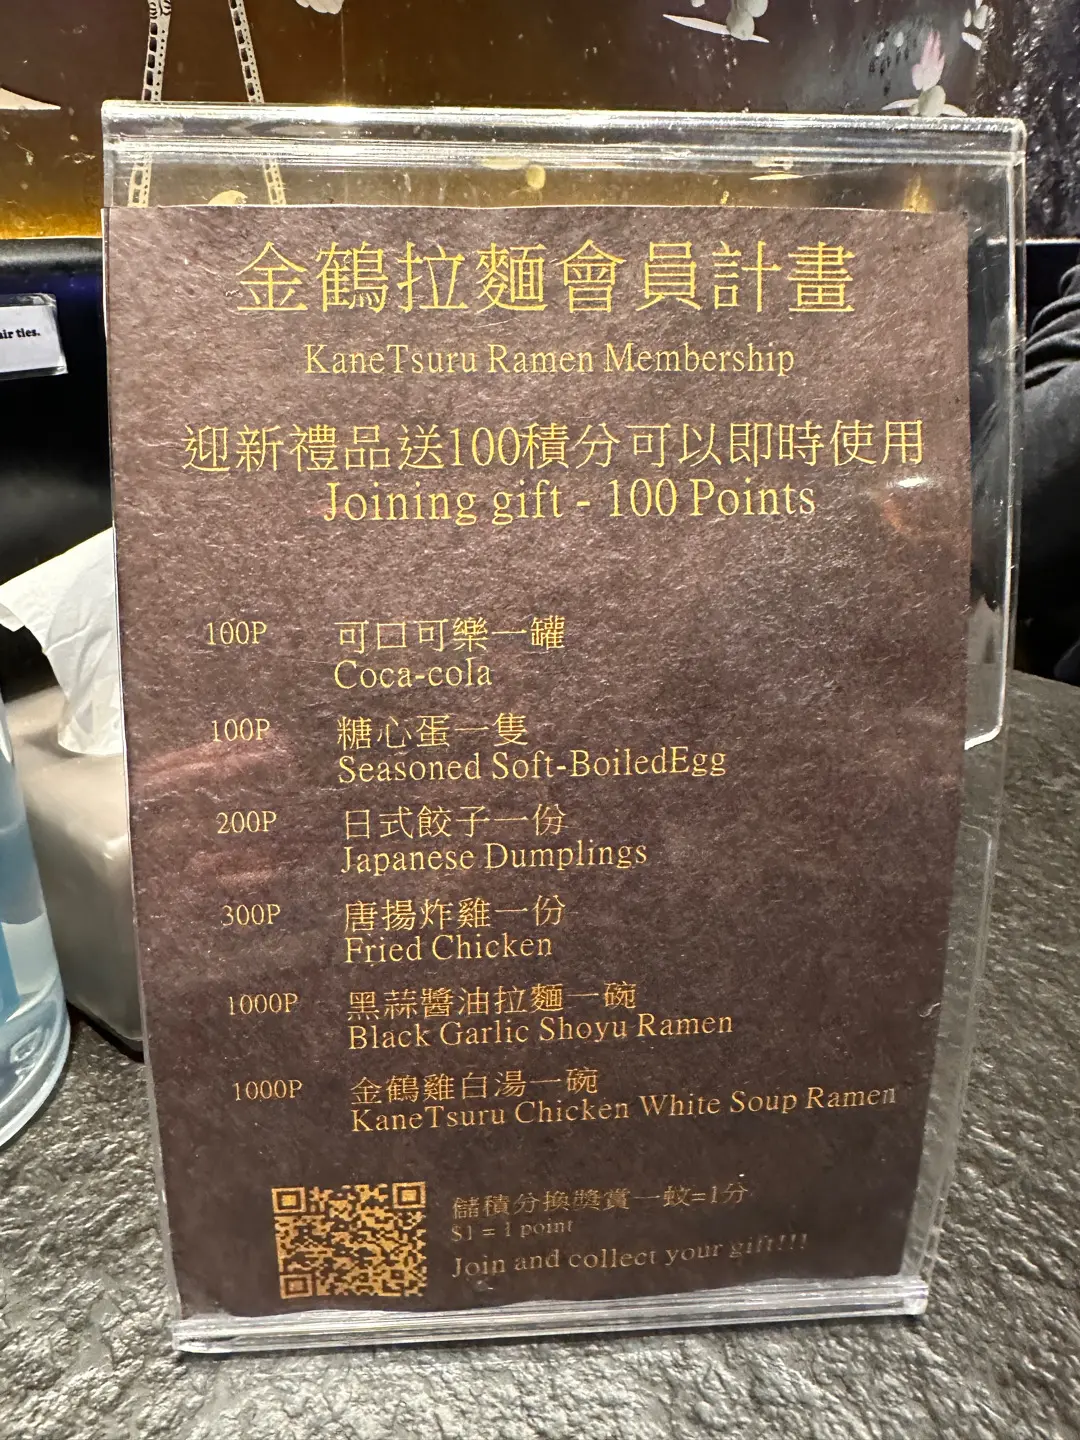 air ties.
金鶴拉麵會員計畫
KaneTsuru Ramen Membership
迎新禮品送100積分可以即時使用
Joining gift - 100 Points
100P 可口可樂一罐
Coca-cola
100P 糖心蛋一隻
Seasoned Soft-BoiledEgg
200P 日式餃子一份
Japanese Dumplings
300P 唐揚炸雞一份
Fried Chicken
1000P 黑蒜醬油拉麵一碗
Black Garlic Shoyu Ramen
1000P 金鶴雞白湯一碗
KaneTsuru Chicken White Soup Ramen
儲積分換獎賞一蚊=1分
$1 = 1 point
Join and collect your gift!!!